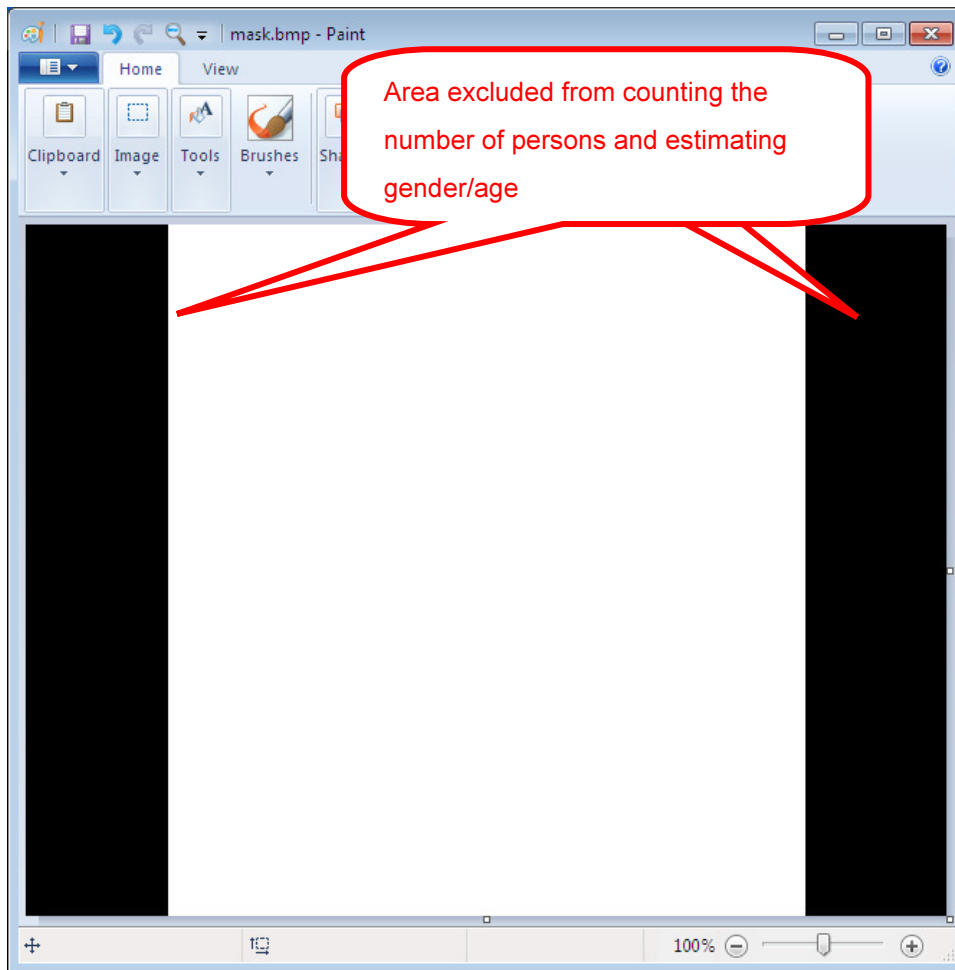 mask.bmp - Paint
Home View
Area excluded from counting the
number of persons and estimating
gender/age
Clipboard Image Tools Brushes
100%